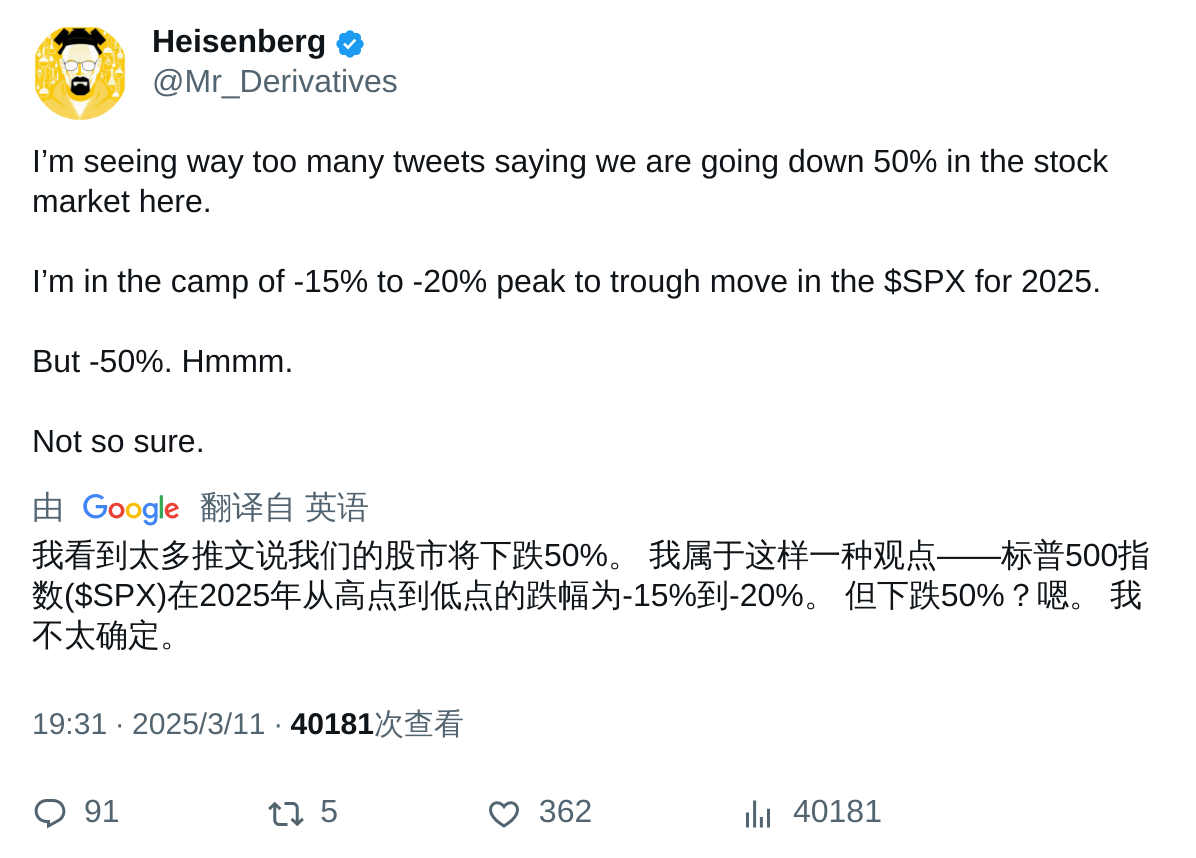 Heisenberg
@Mr_Derivatives
I’m seeing way too many tweets saying we are going down 50% in the stock
market here.
I’m in the camp of -15% to -20% peak to trough move in the $SPX for 2025.
But -50%. Hmmm.
Not so sure.
由 Google 翻译自 英语
我看到太多推文说我们的股市将下跌50%。 我属于这样一种观点——标普500指
数($SPX)在2025年从高点到低点的跌幅为-15%到-20%。 但下跌50%？嗯。 我
不太确定。
19:31 · 2025/3/11 · 40181次查看
91 5 362 40181